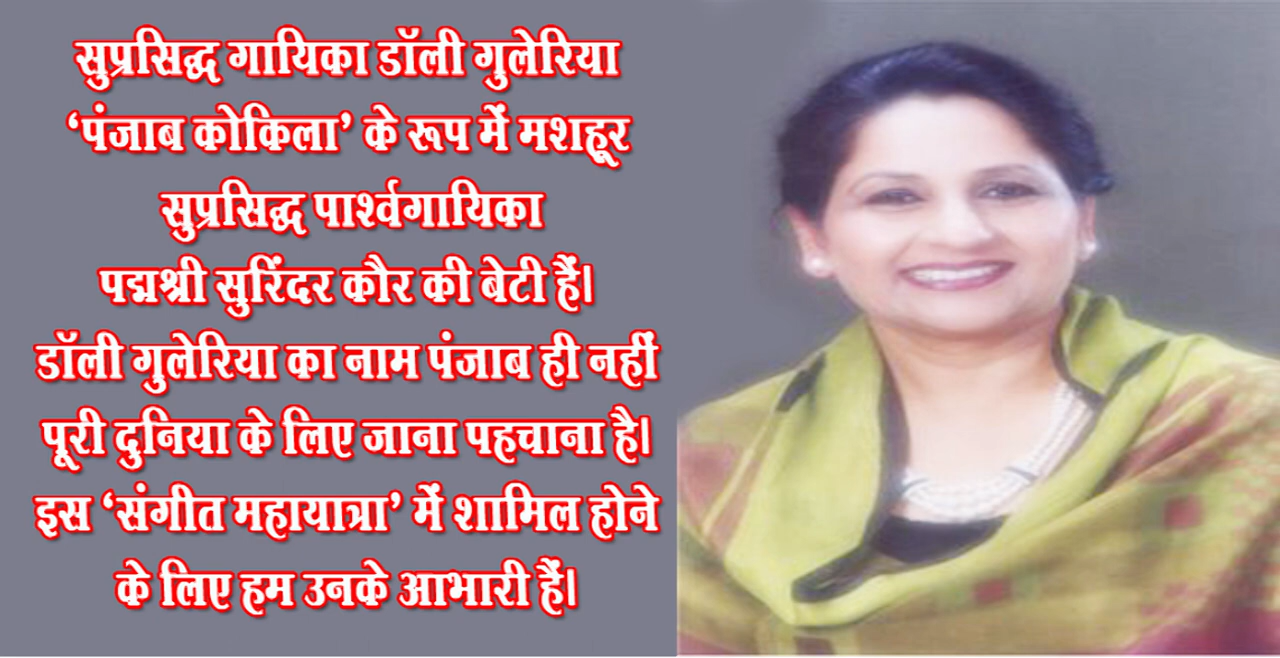 सुप्रसिद्ध गायिका डॉली गुलेरिया
‘पंजाब कोकिला’ के रूप में मशहूर
सुप्रसिद्ध पार्श्वगायिका
पद्मश्री सुरिंदर कौर की बेटी हैं।
डॉली गुलेरिया का नाम पंजाब ही नहीं
पूरी दुनिया के लिए जाना पहचाना है।
इस ‘संगीत महायात्रा’ में शामिल होने
के लिए हम उनके आभारी हैं।